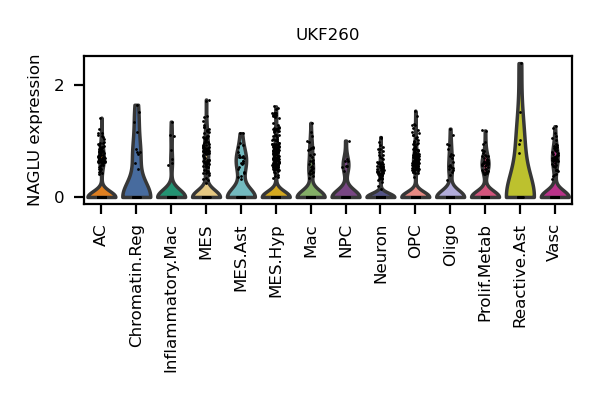 UKF260
NAGLU expression
2
0
AC
Chromatin.Reg
Inflammatory.Mac
MES
MES.Ast
MES.Hyp
Mac
NPC
Neuron
OPC
Oligo
Prolif.Metab
Reactive.Ast
Vasc